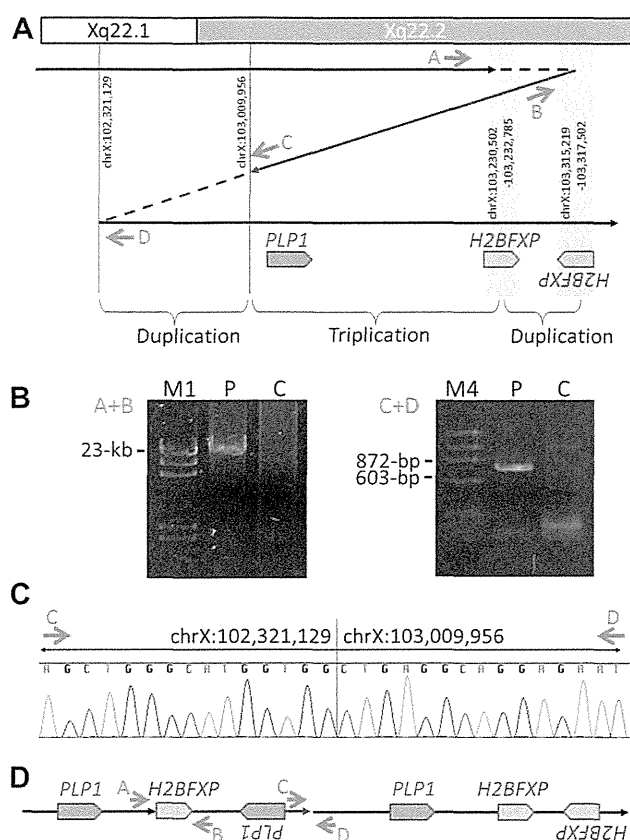 A
Xq22.1 Xq22.2
A
B
C
D
chrX:102,321,129
chrX:103,009,956
chrX:103,230,502
-103,232,785
chrX:103,315,219
-103,317,502
PLP1 H2BFXP H2BFXP
Duplication Triplication Duplication
B
A+B M1 P C
23-kb
C+D M4 P C
872-bp
603-bp
C
C D
chrX:102,321,129 chrX:103,009,956
A G C T G G G C A T G G T G G C T G A G G C A G G A G A A T
D
PLP1 A H2BFXP C PLP1 H2BFXP
B PLP1 D H2BFXP